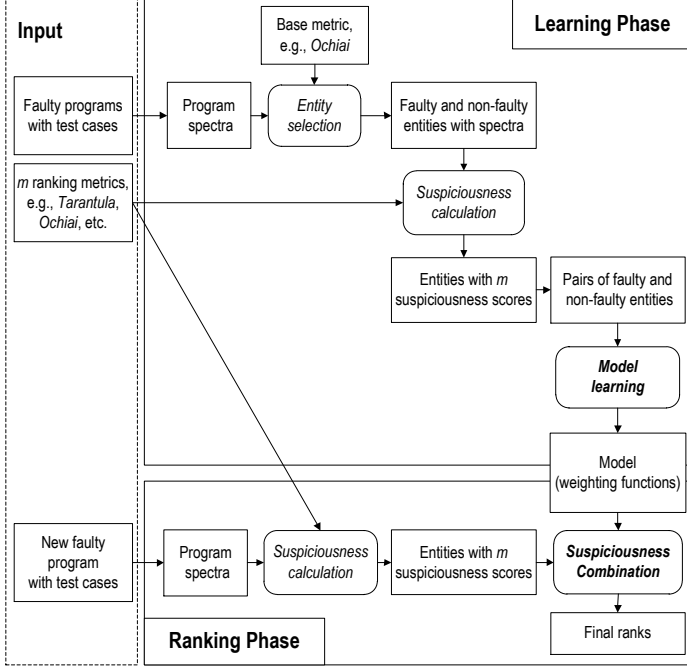 Input
Learning Phase
Base metric,
e.g., Ochiai
Faulty programs
with test cases
Program
spectra
Entity
selection
Faulty and non-faulty
entities with spectra
m ranking metrics,
e.g., Tarantula,
Ochiai, etc.
Suspiciousness
calculation
Entities with m
suspiciousness scores
Pairs of faulty and
non-faulty entities
Model
learning
Model
(weighting functions)
New faulty
program
with test cases
Program
spectra
Suspiciousness
calculation
Entities with m
suspiciousness scores
Suspiciousness
Combination
Final ranks
Ranking Phase